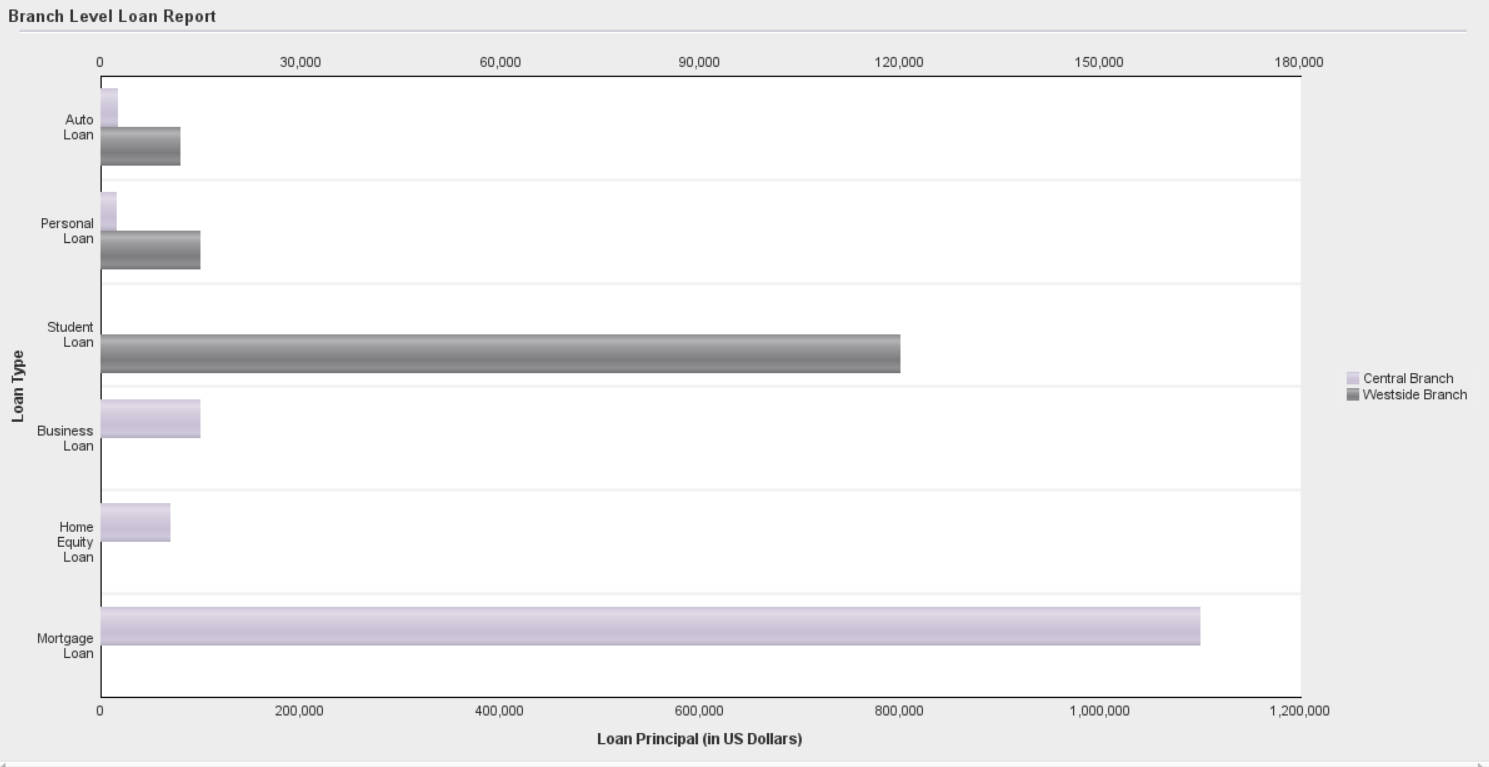 Branch Level Loan Report
0 30,000 60,000 90,000 120,000 150,000 180,000
Auto
Loan
Personal
Loan
Student
Loan
Business
Loan
Home
Equity
Loan
Mortgage
Loan
Loan Type
Central Branch
Westside Branch
0 200,000 400,000 600,000 800,000 1,000,000 1,200,000
Loan Principal (in US Dollars)